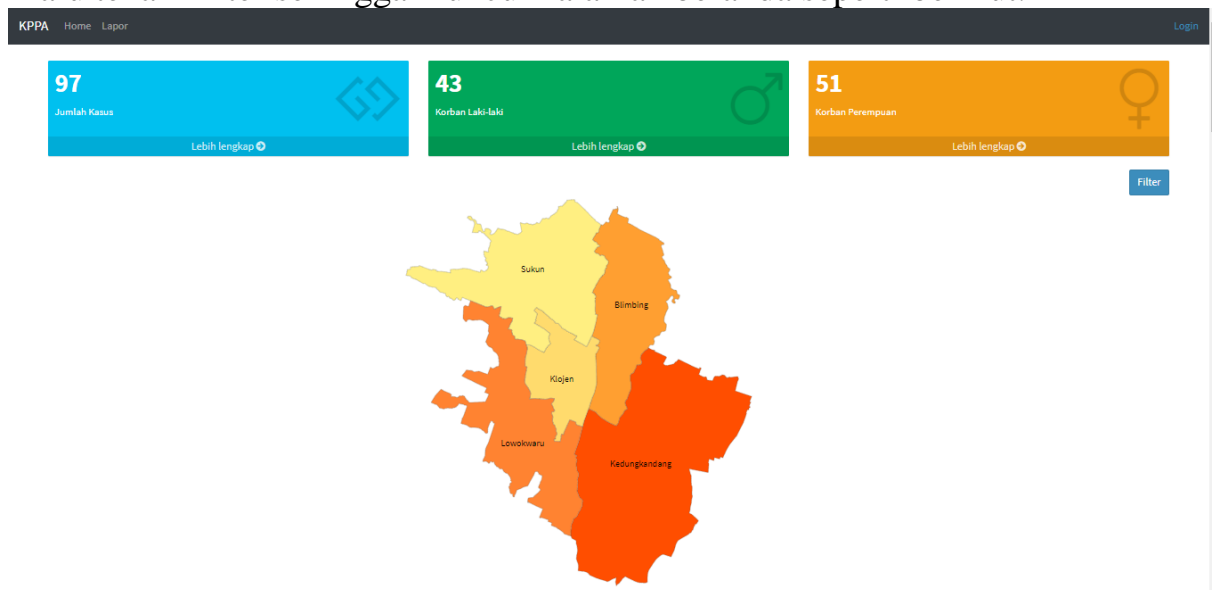 KPPA Home Lapor Login
97
Jumlah Kasus
Lebih lengkap
43
Korban Laki-laki
Lebih lengkap
51
Korban Perempuan
Lebih lengkap
Filter
Sukun
Blimbing
Klojen
Lowokwaru
Kedungkandang